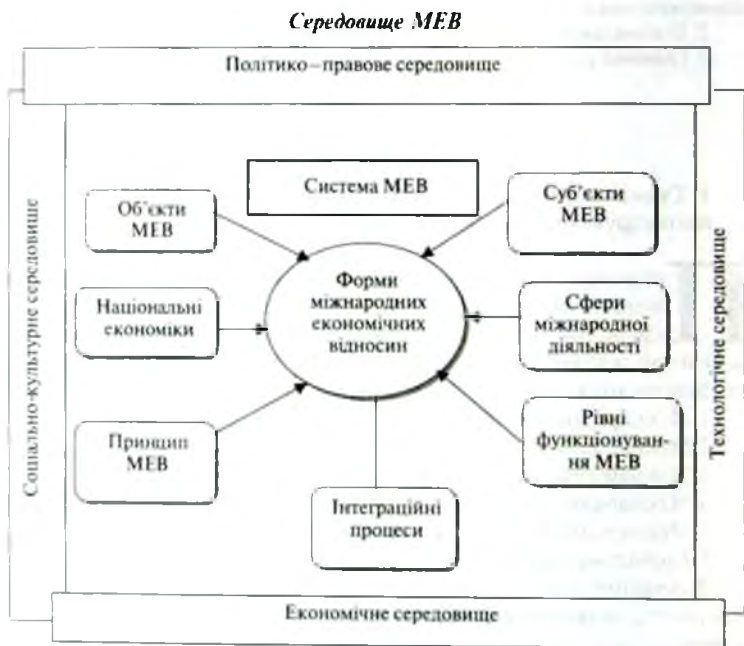 Середовище МЕВ
Політико–правове середовище
Соціально-культурне середовище
Технологічне середовище
Система МЕВ
Об’єкти
МЕВ
Суб’єкти
МЕВ
Форми
міжнародних
економічних
відносин
Національні
економіки
Сфери
міжнародної
діяльності
Принцип
МЕВ
Рівні
функціонуван-
ня МЕВ
Інтеграційні
процеси
Економічне середовище